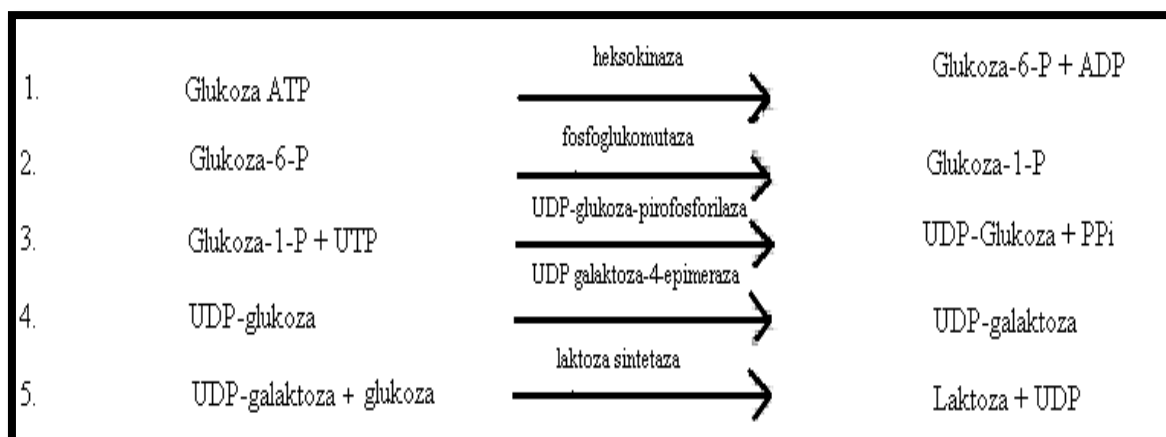 1. Glukoza ATP heksokinaza Glukoza-6-P + ADP
2. Glukoza-6-P fosfoglukomutaza Glukoza-1-P
3. Glukoza-1-P + UTP UDP-glukoza-pirofosforilaza UDP-Glukoza + PPi
4. UDP-glukoza UDP galaktoza-4-epimeraza UDP-galaktoza
5. UDP-galaktoza + glukoza laktoza sintetaza Laktoza + UDP